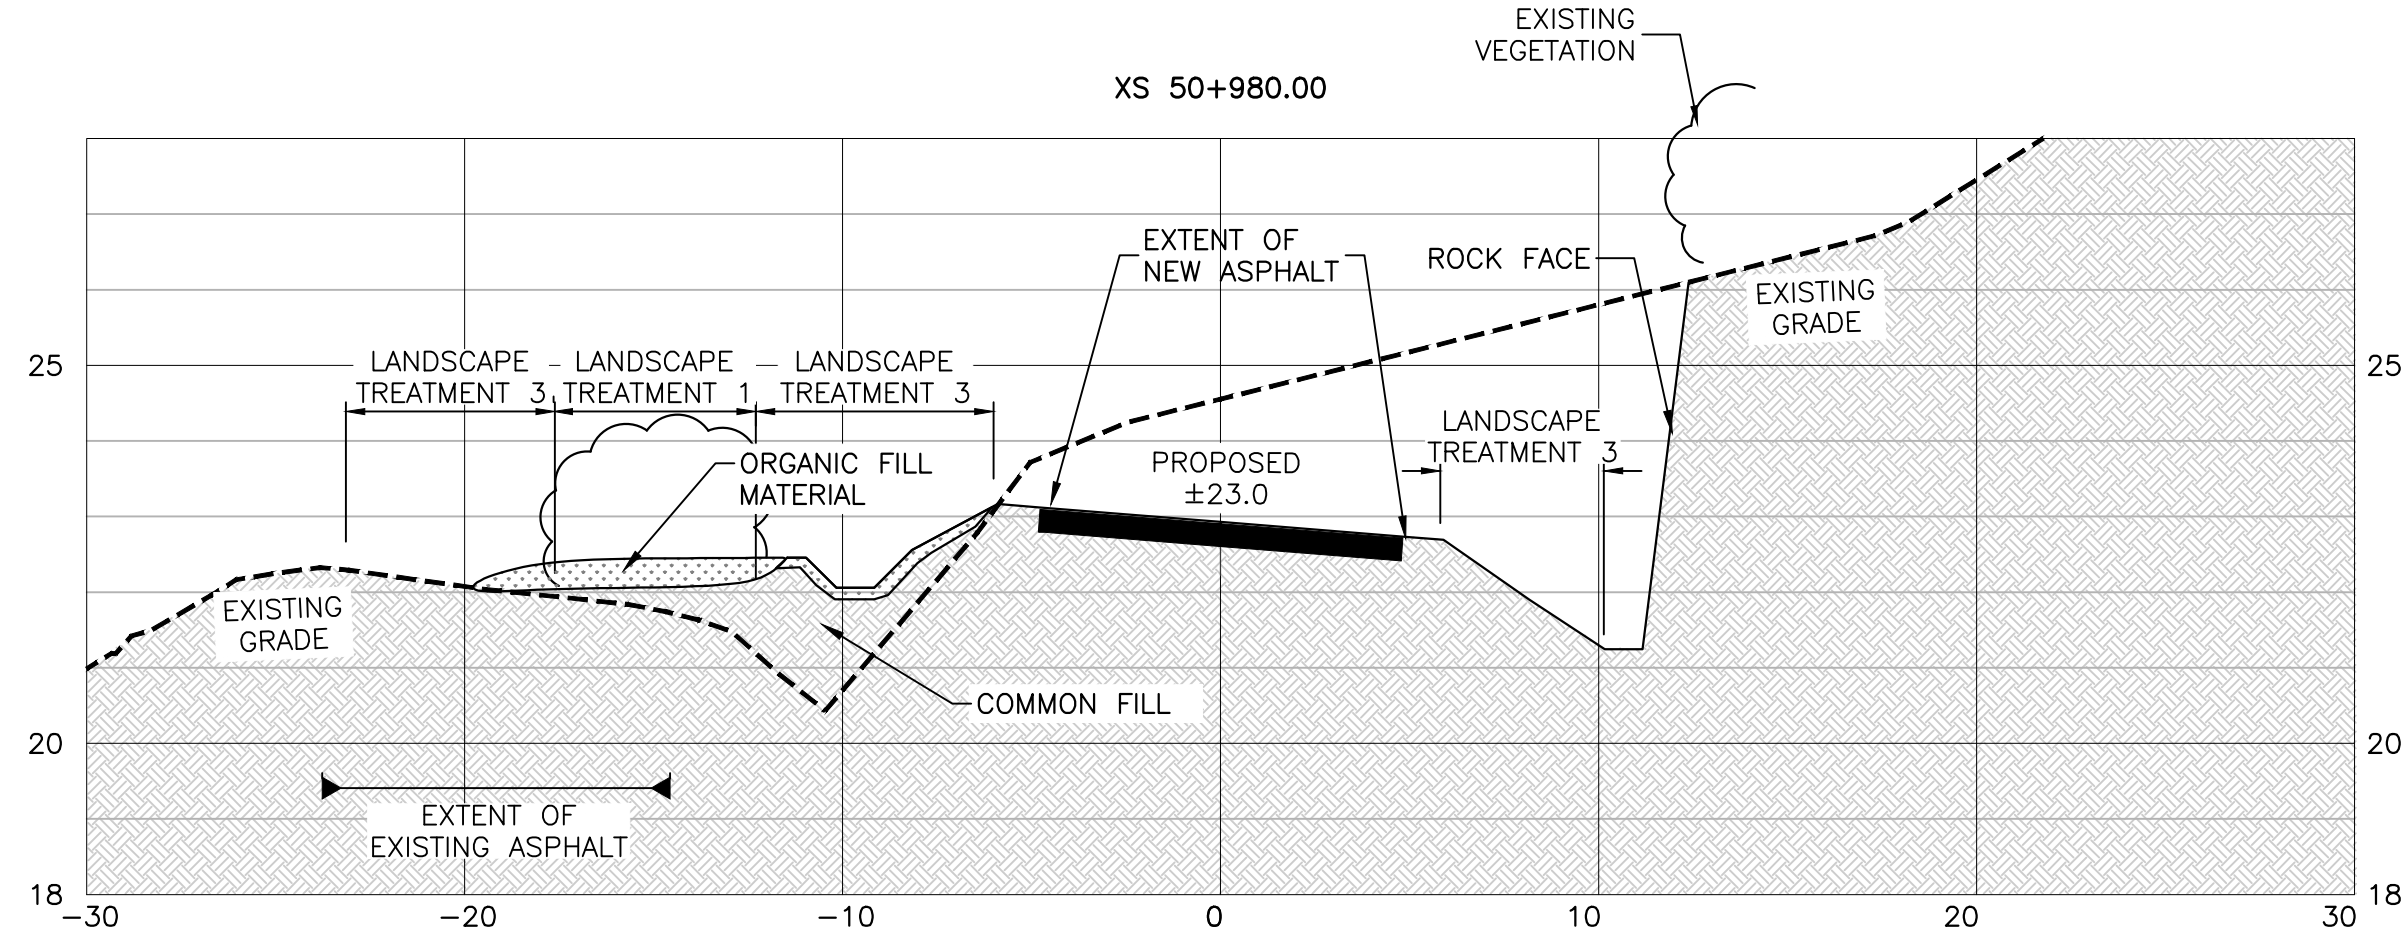 EXISTING
VEGETATION
XS 50+980.00
EXTENT OF
NEW ASPHALT
ROCK FACE
EXISTING
GRADE
25
25
LANDSCAPE
TREATMENT 3
LANDSCAPE
TREATMENT 1
LANDSCAPE
TREATMENT 3
LANDSCAPE
TREATMENT 3
ORGANIC FILL
MATERIAL
PROPOSED
±23.0
EXISTING
GRADE
COMMON FILL
20
20
EXTENT OF
EXISTING ASPHALT
18
18
-30
-20
-10
0
10
20
30